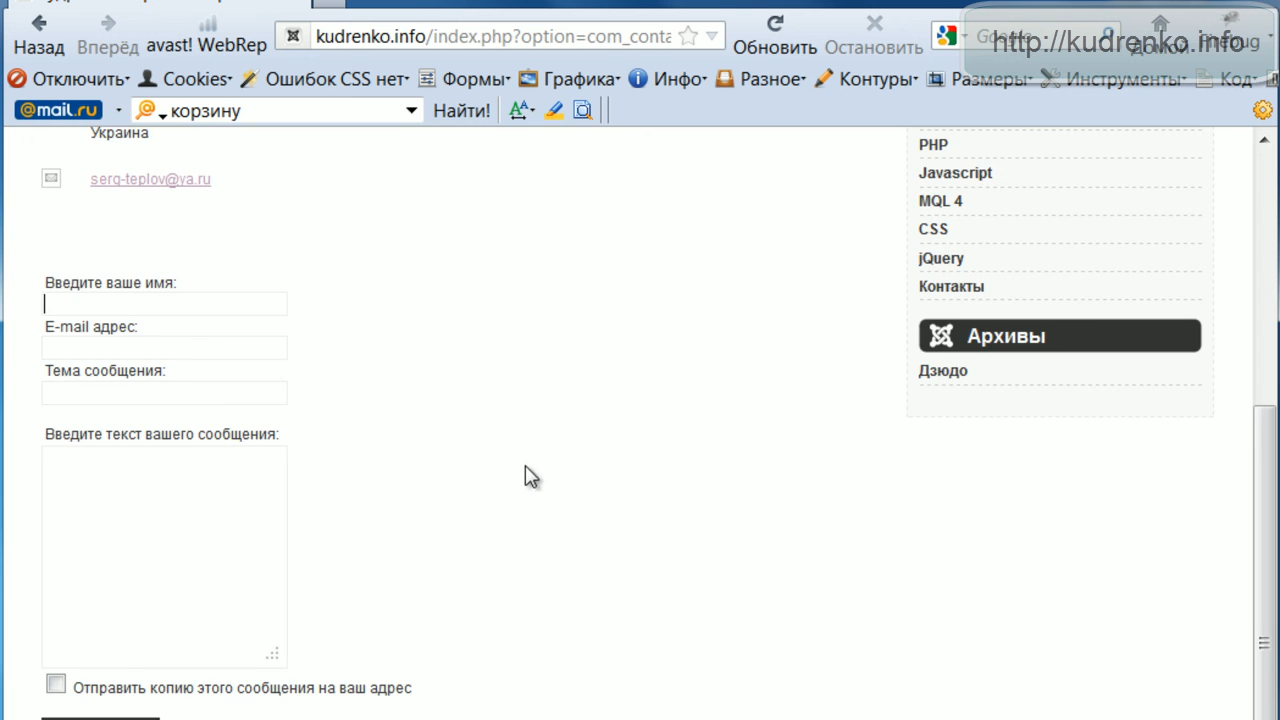 Назад
Вперёд
avast! WebRep
kudrenko.info/index.php?option=com_conta
Обновить
Остановить
http://kudrenko.info
Отключить
Cookies
Ошибок CSS нет
Формы
Графика
Инфо
Разное
Контуры
Размеры
Инструменты
Код
@mail.ru
корзину
Найти!
Украина
serg-teplov@ya.ru
Введите ваше имя:
E-mail адрес:
Тема сообщения:
Введите текст вашего сообщения:
Отправить копию этого сообщения на ваш адрес
PHP
Javascript
MQL 4
CSS
jQuery
Контакты
Архивы
Дзюдо